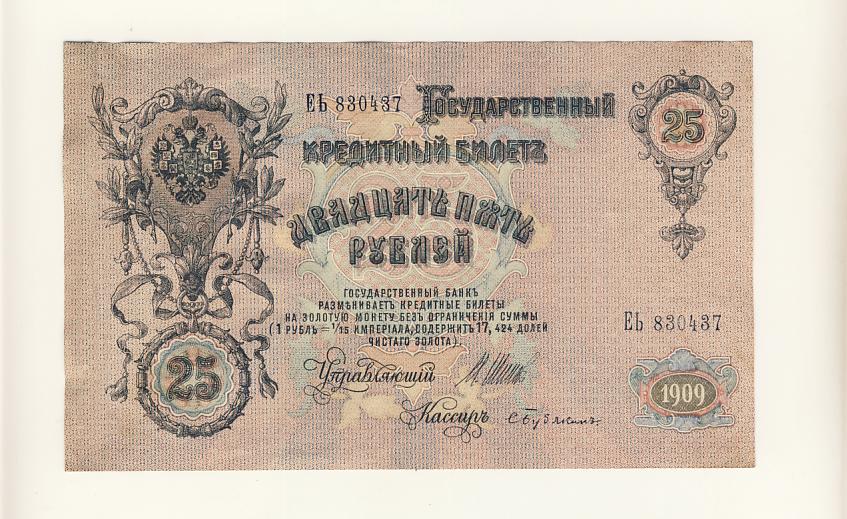 ЕЬ 830437 Государственный
Кредитный Билетъ
Двадцать пять
рублей
ГОСУДАРСТВЕННЫЙ БАНКЪ
РАЗМѢНИВАЕТЪ КРЕДИТНЫЕ БИЛЕТЫ
НА ЗОЛОТУЮ МОНЕТУ БЕЗЪ ОГРАНИЧЕНІЯ СУММЫ
(1 РУБЛЬ = 1/15 ИМПЕРІАЛА, СОДЕРЖИТЪ 17, 424 ДОЛЕЙ
ЧИСТАГО ЗОЛОТА).
Управляющій
Кассиръ
25
25
ЕЬ 830437
1909